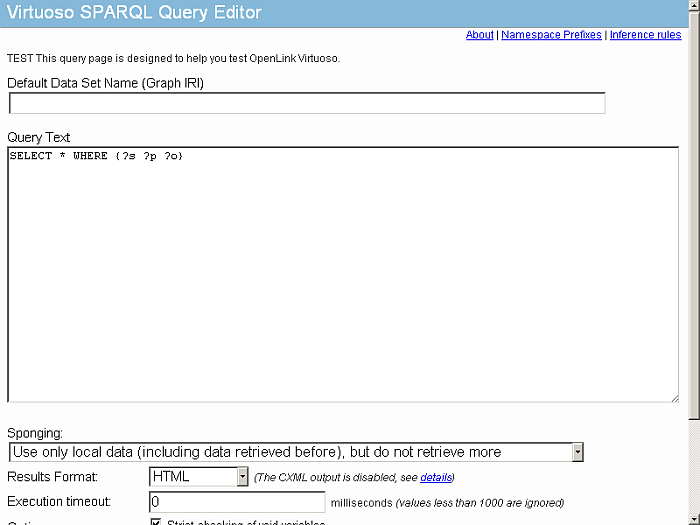 Virtuoso SPARQL Query Editor
About | Namespace Prefixes | Inference rules
TEST This query page is designed to help you test OpenLink Virtuoso.
Default Data Set Name (Graph IRI)
Query Text
SELECT * WHERE {?s ?p ?o}
Sponging:
Use only local data (including data retrieved before), but do not retrieve more
Results Format: HTML (The CXML output is disabled, see details)
Execution timeout: 0 milliseconds (values less than 1000 are ignored)
Strict checking of void variables